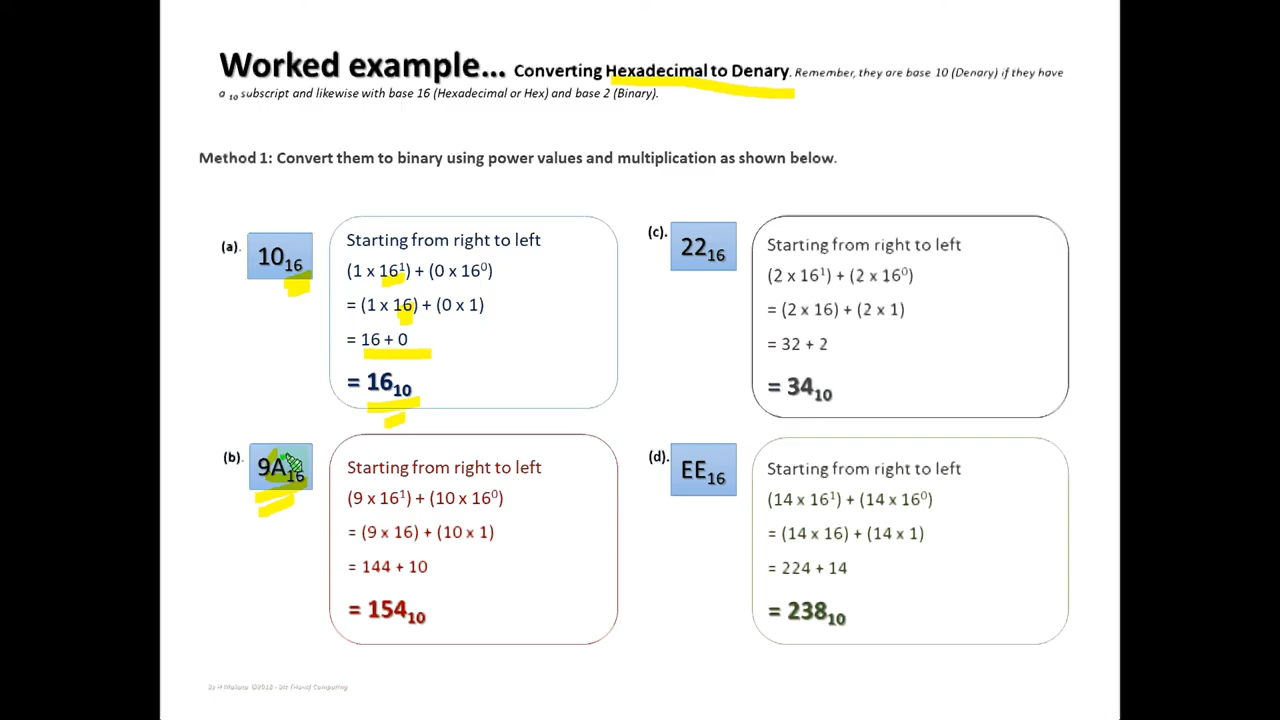 Worked example... Converting Hexadecimal to Denary. Remember, they are base 10 (Denary) if they have
a ₁₀ subscript and likewise with base 16 (Hexadecimal or Hex) and base 2 (Binary).
Method 1: Convert them to binary using power values and multiplication as shown below.
(a).
10₁₆
Starting from right to left
(1 x 16¹) + (0 x 16⁰)
= (1 x 16) + (0 x 1)
= 16 + 0
= 16₁₀
(b).
9A₁₆
Starting from right to left
(9 x 16¹) + (10 x 16⁰)
= (9 x 16) + (10 x 1)
= 144 + 10
= 154₁₀
(c).
22₁₆
Starting from right to left
(2 x 16¹) + (2 x 16⁰)
= (2 x 16) + (2 x 1)
= 32 + 2
= 34₁₀
(d).
EE₁₆
Starting from right to left
(14 x 16¹) + (14 x 16⁰)
= (14 x 16) + (14 x 1)
= 224 + 14
= 238₁₀
Computing